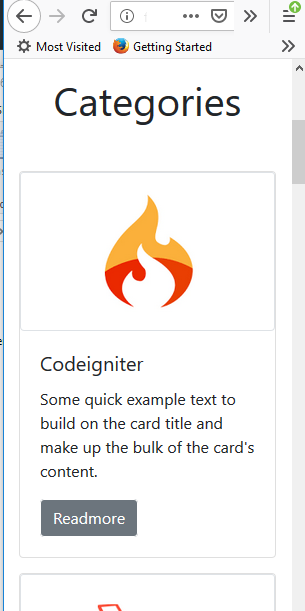 Most Visited Getting Started
Categories
Codeigniter
Some quick example text to
build on the card title and
make up the bulk of the card's
content.
Readmore